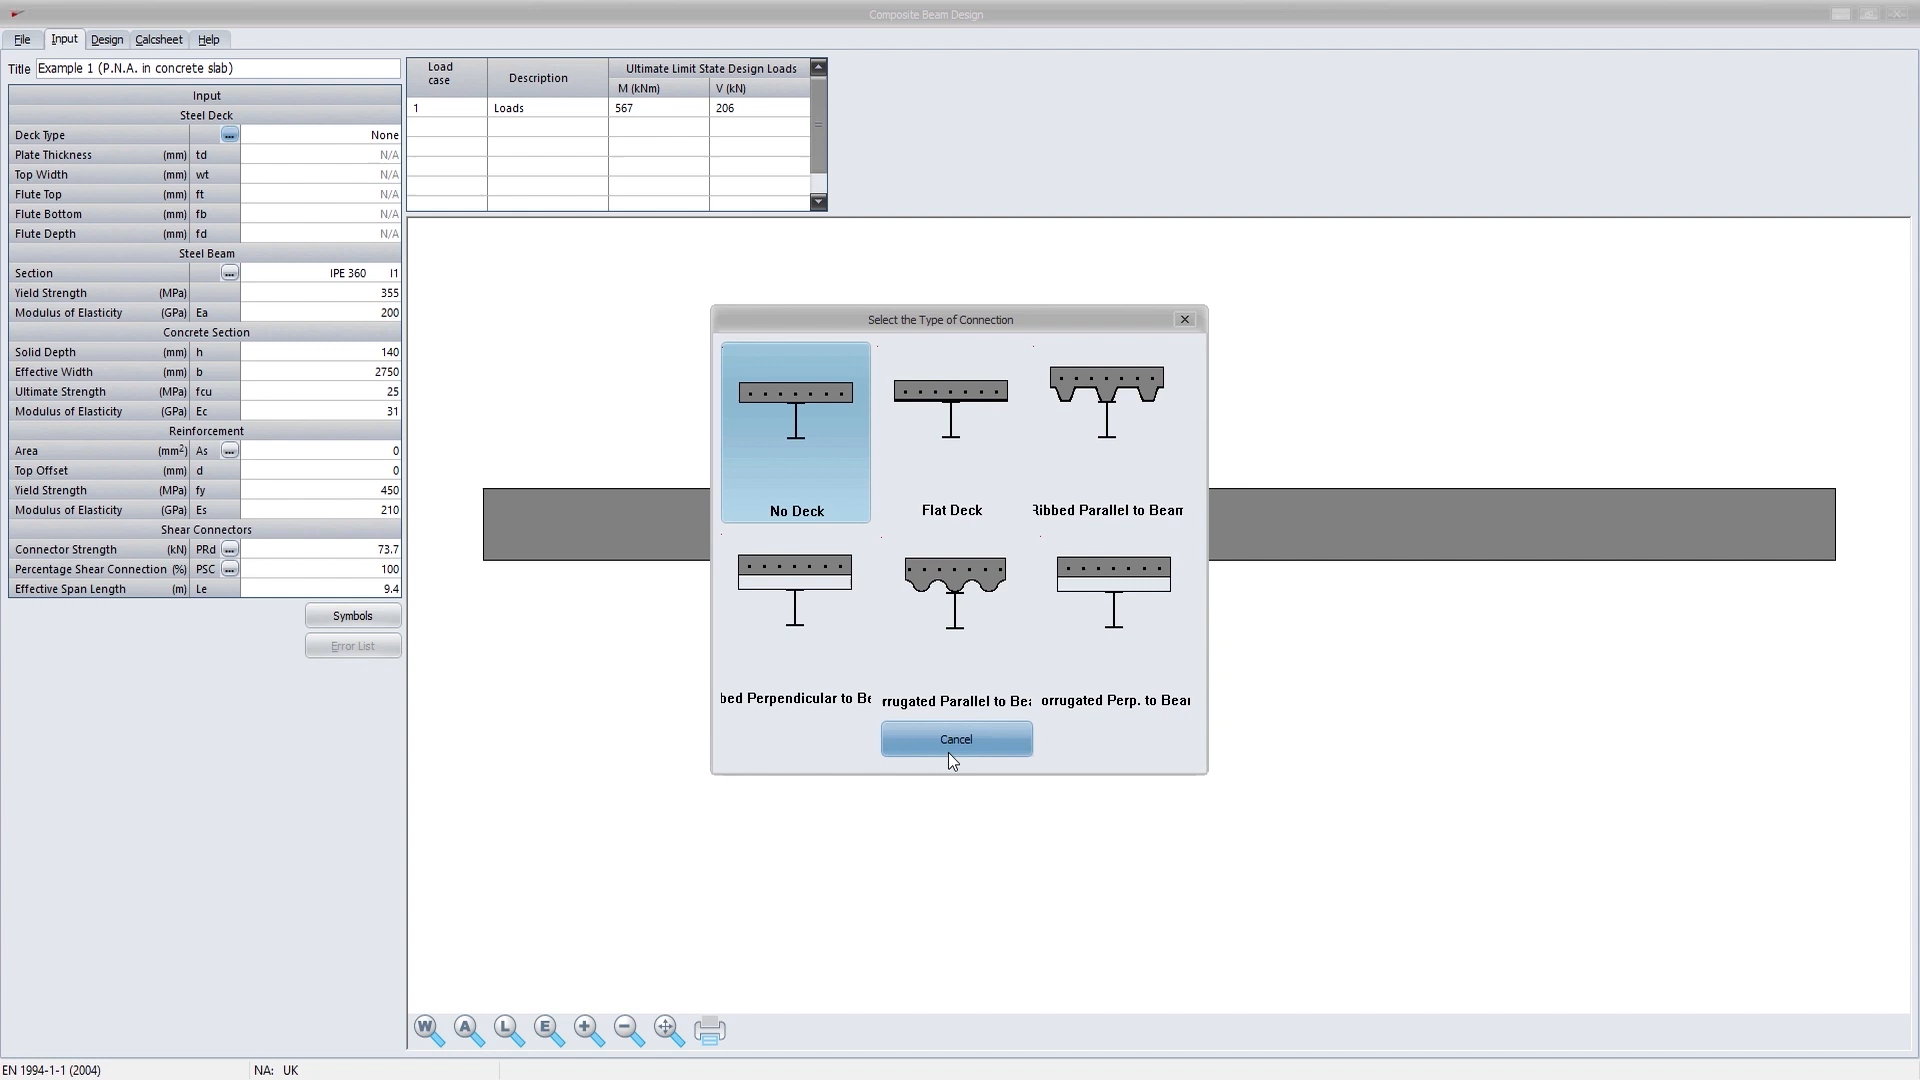 Composite Beam Design
File Input Design Calcsheet Help
Title Example 1 (P.N.A. in concrete slab)
Input
Steel Deck
Deck Type ... None
Plate Thickness (mm) td N/A
Top Width (mm) wt N/A
Flute Top (mm) ft N/A
Flute Bottom (mm) fb N/A
Flute Depth (mm) fd N/A
Steel Beam
Section ... IPE 360 I1
Yield Strength (MPa) 355
Modulus of Elasticity (GPa) Ea 200
Concrete Section
Solid Depth (mm) h 140
Effective Width (mm) b 2750
Ultimate Strength (MPa) fcu 25
Modulus of Elasticity (GPa) Ec 31
Reinforcement
Area (mm²) As ... 0
Top Offset (mm) d 0
Yield Strength (MPa) fy 450
Modulus of Elasticity (GPa) Es 210
Shear Connectors
Connector Strength (kN) PRd ... 73.7
Percentage Shear Connection (%) PSC ... 100
Effective Span Length (m) Le 9.4
Symbols
Error List
Load case Description Ultimate Limit State Design Loads
M (kNm) V (kN)
1 Loads 567 206
Select the Type of Connection
No Deck Flat Deck Ribbed Parallel to Beam
bed Perpendicular to Be rrugated Parallel to Bea orrugated Perp. to Bear
Cancel
W A L E
EN 1994-1-1 (2004) NA: UK